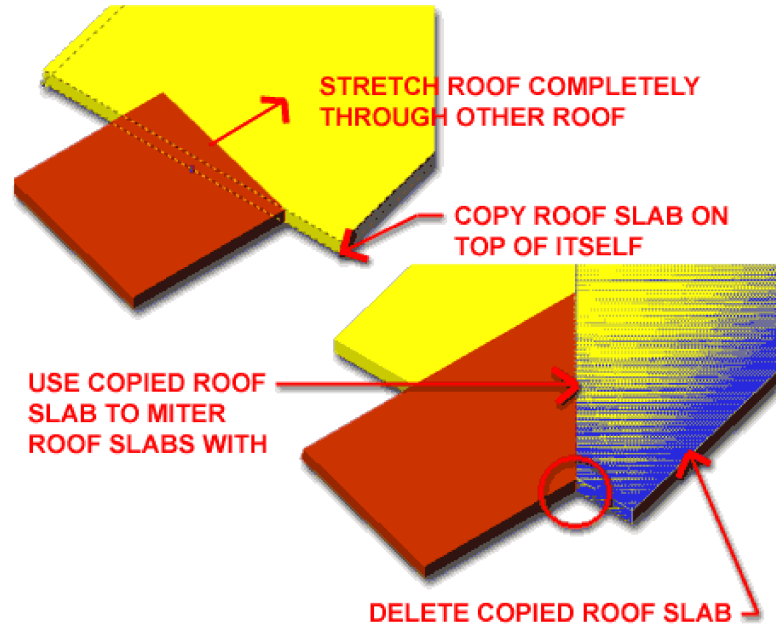 STRETCH ROOF COMPLETELY
THROUGH OTHER ROOF
COPY ROOF SLAB ON
TOP OF ITSELF
USE COPIED ROOF
SLAB TO MITER
ROOF SLABS WITH
DELETE COPIED ROOF SLAB